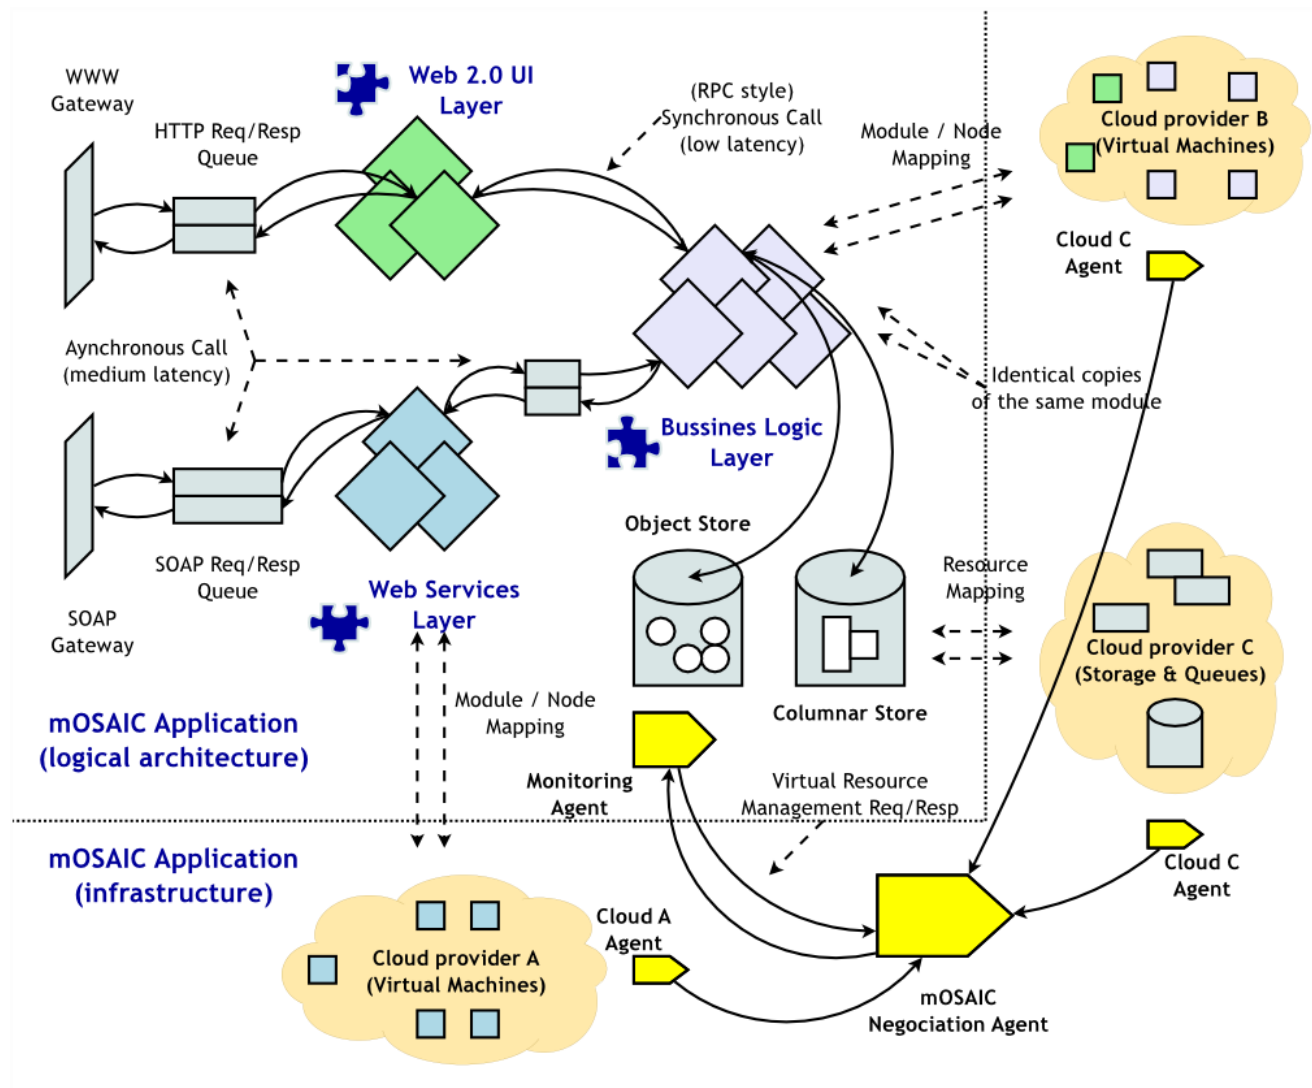 WWW
Gateway
HTTP Req/Resp
Queue
Web 2.0 UI
Layer
(RPC style)
Synchronous Call
(low latency)
Module / Node
Mapping
Cloud provider B
(Virtual Machines)
Cloud C
Agent
Aynchronous Call
(medium latency)
Identical copies
of the same module
Bussines Logic
Layer
SOAP Req/Resp
Queue
SOAP
Gateway
Web Services
Layer
Object Store
Columnar Store
Resource
Mapping
Cloud provider C
(Storage & Queues)
Module / Node
Mapping
mOSAIC Application
(logical architecture)
Monitoring
Agent
Virtual Resource
Management Req/Resp
mOSAIC Application
(infrastructure)
Cloud C
Agent
Cloud provider A
(Virtual Machines)
Cloud A
Agent
mOSAIC
Negociation Agent